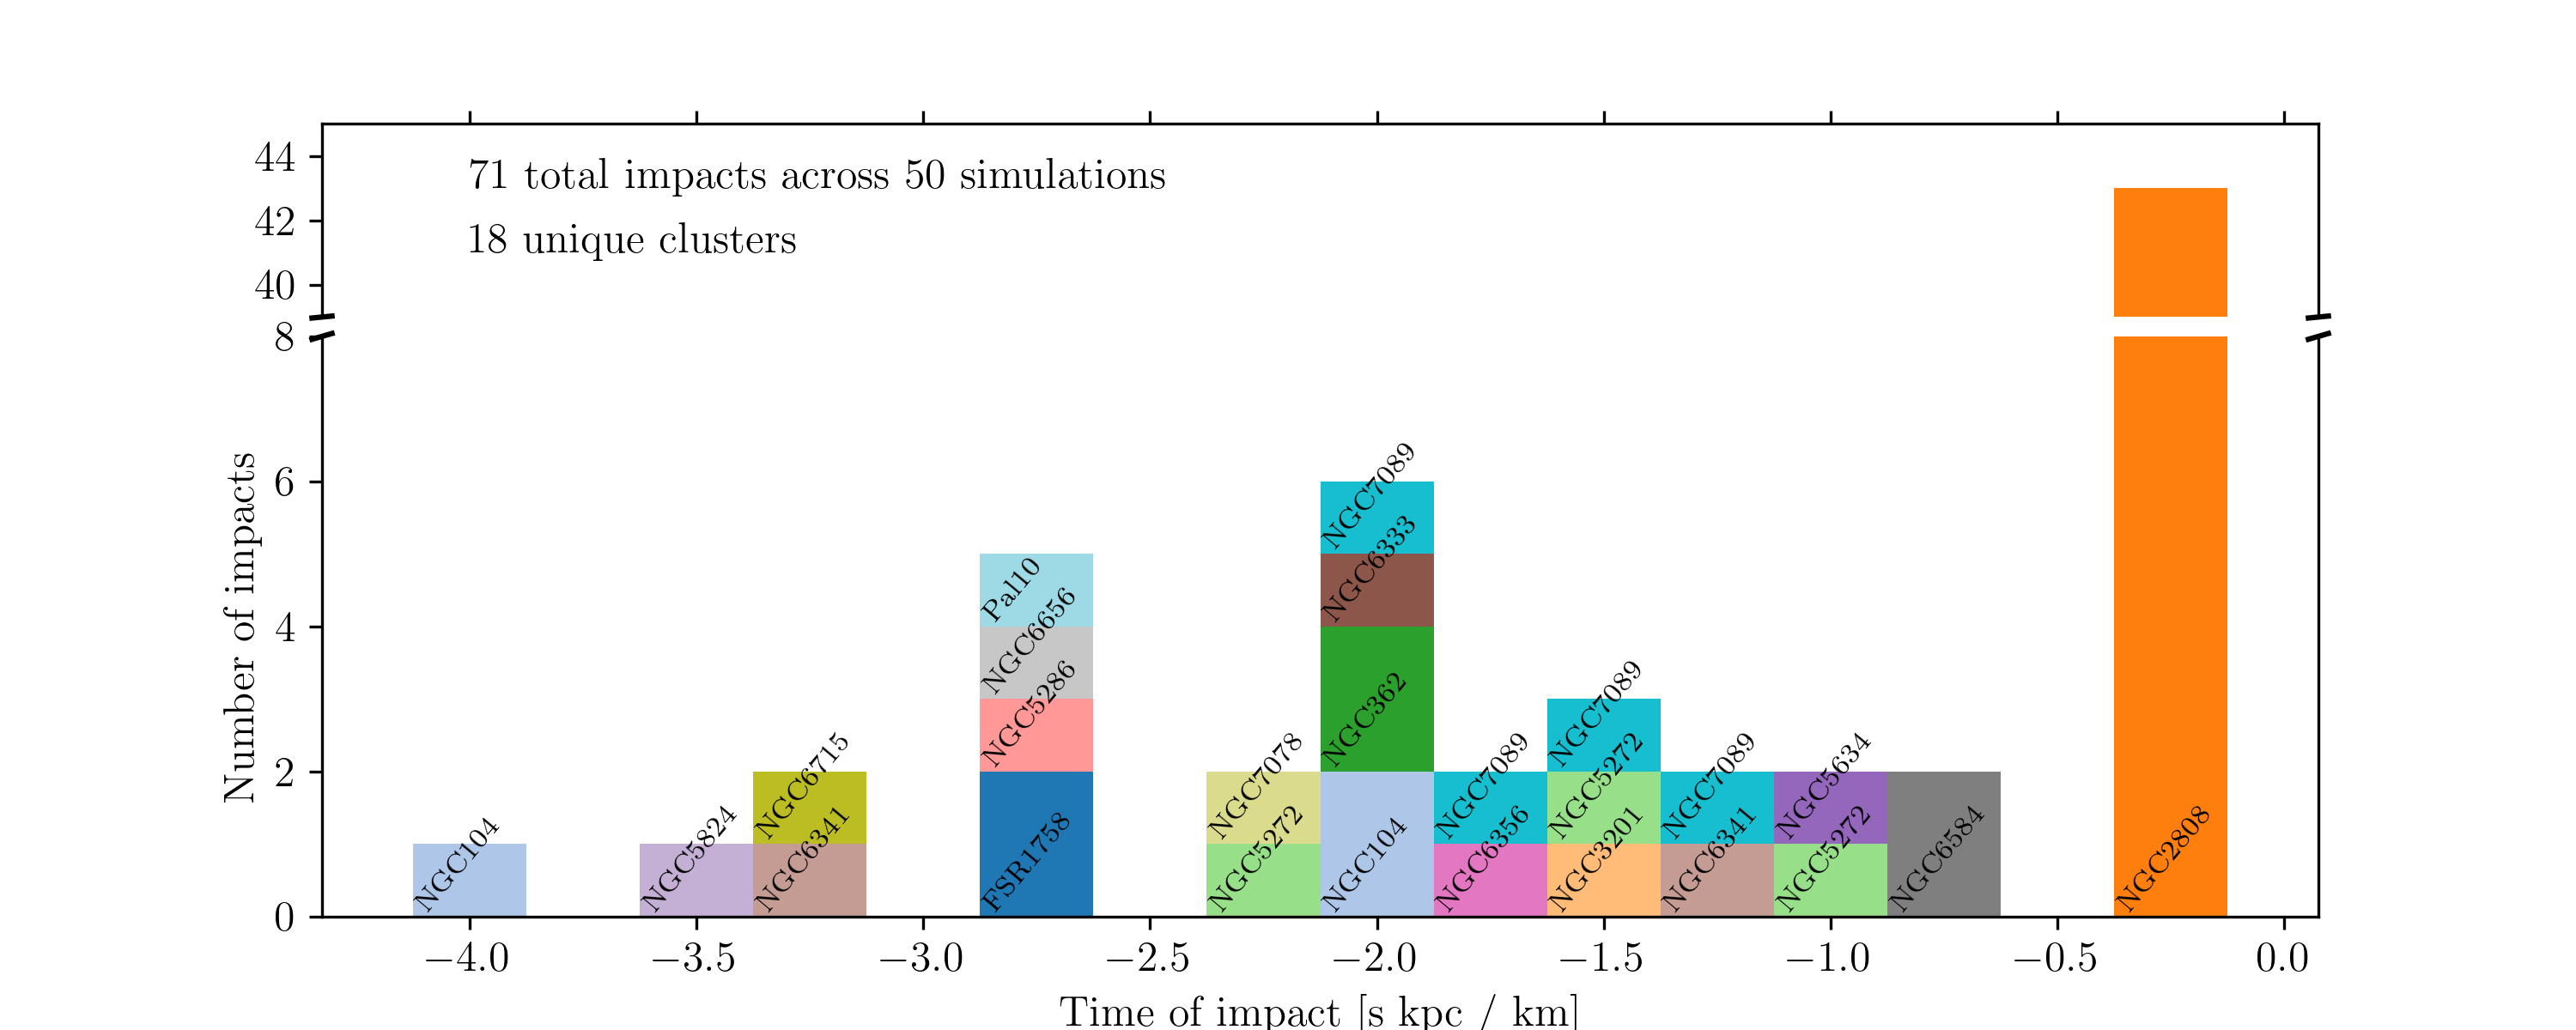 71 total impacts across 50 simulations
18 unique clusters
44
42
40
8
6
4
2
0
Number of impacts
NGC104
NGC5824
NGC6715
NGC6341
Pal10
NGC6656
NGC5286
FSR1758
NGC7078
NGC5272
NGC7089
NGC6333
NGC362
NGC104
NGC7089
NGC6356
NGC7089
NGC5272
NGC3201
NGC7089
NGC6341
NGC5634
NGC5272
NGC6584
NGC2808
−4.0 −3.5 −3.0 −2.5 −2.0 −1.5 −1.0 −0.5 0.0
Time of impact [s kpc / km]